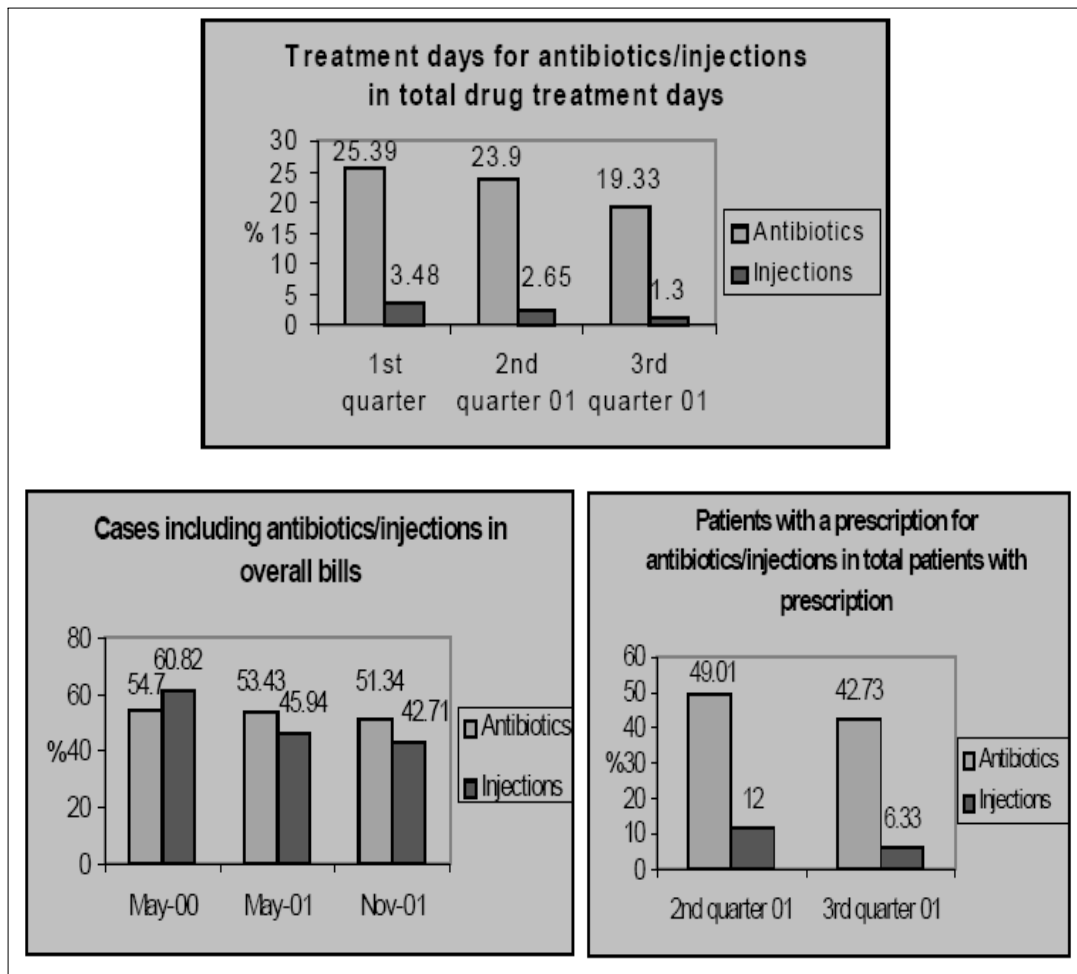 Treatment days for antibiotics/injections
in total drug treatment days
30
25
20
15
10
5
0
%
25.39
3.48
23.9
2.65
19.33
1.3
1st
quarter
2nd
quarter 01
3rd
quarter 01
Antibiotics
Injections
Cases including antibiotics/injections in
overall bills
80
60
%40
20
0
54.7
60.82
53.43
45.94
51.34
42.71
May-00
May-01
Nov-01
Antibiotics
Injections
Patients with a prescription for
antibiotics/injections in total patients with
prescription
60
50
40
%30
20
10
0
49.01
12
42.73
6.33
2nd quarter 01
3rd quarter 01
Antibiotics
Injections